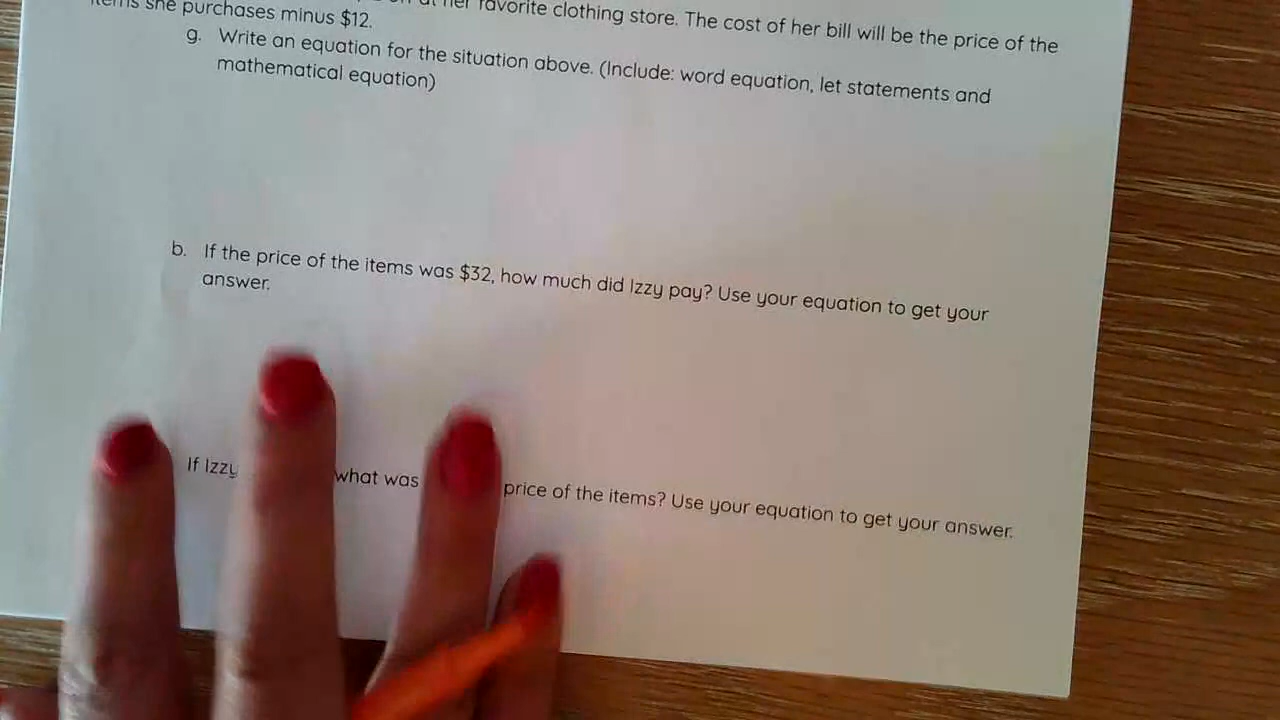 at her favorite clothing store. The cost of her bill will be the price of the
items she purchases minus $12.
g. Write an equation for the situation above. (Include: word equation, let statements and
mathematical equation)
b. If the price of the items was $32, how much did Izzy pay? Use your equation to get your
answer.
If Izzy what was price of the items? Use your equation to get your answer.